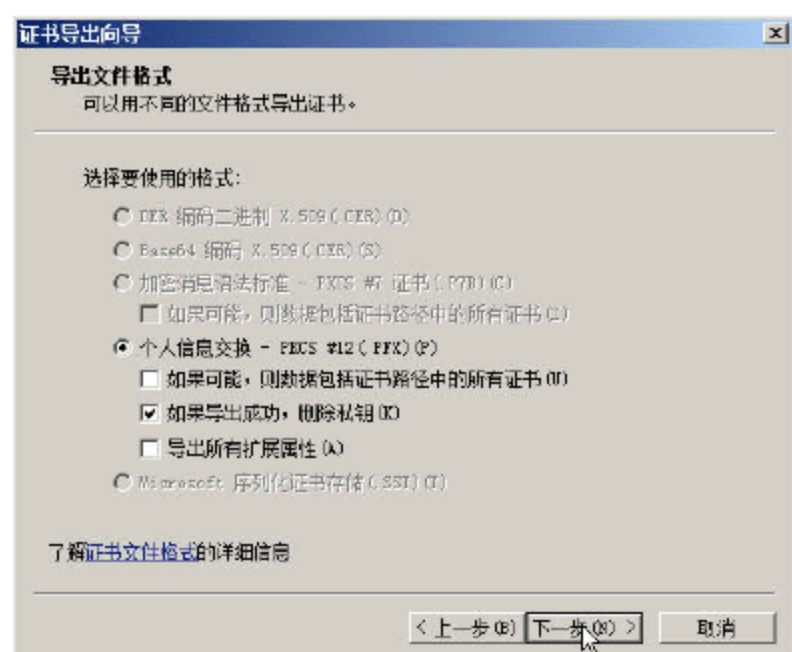 证书导出向导
导出文件格式
可以用不同的文件格式导出证书。
选择要使用的格式:
DER 编码二进制 X.509(.CER)(D)
Base64 编码 X.509(.CER)(S)
加密消息语法标准 - PKCS #7 证书(.P7B)(C)
如果可能，则数据包括证书路径中的所有证书(I)
个人信息交换 - PKCS #12(.PFX)(P)
如果可能，则数据包括证书路径中的所有证书(U)
如果导出成功，删除私钥(K)
导出所有扩展属性(A)
Microsoft 序列化证书存储(.SST)(T)
了解证书文件格式的详细信息
< 上一步(B) 下一步(N) > 取消